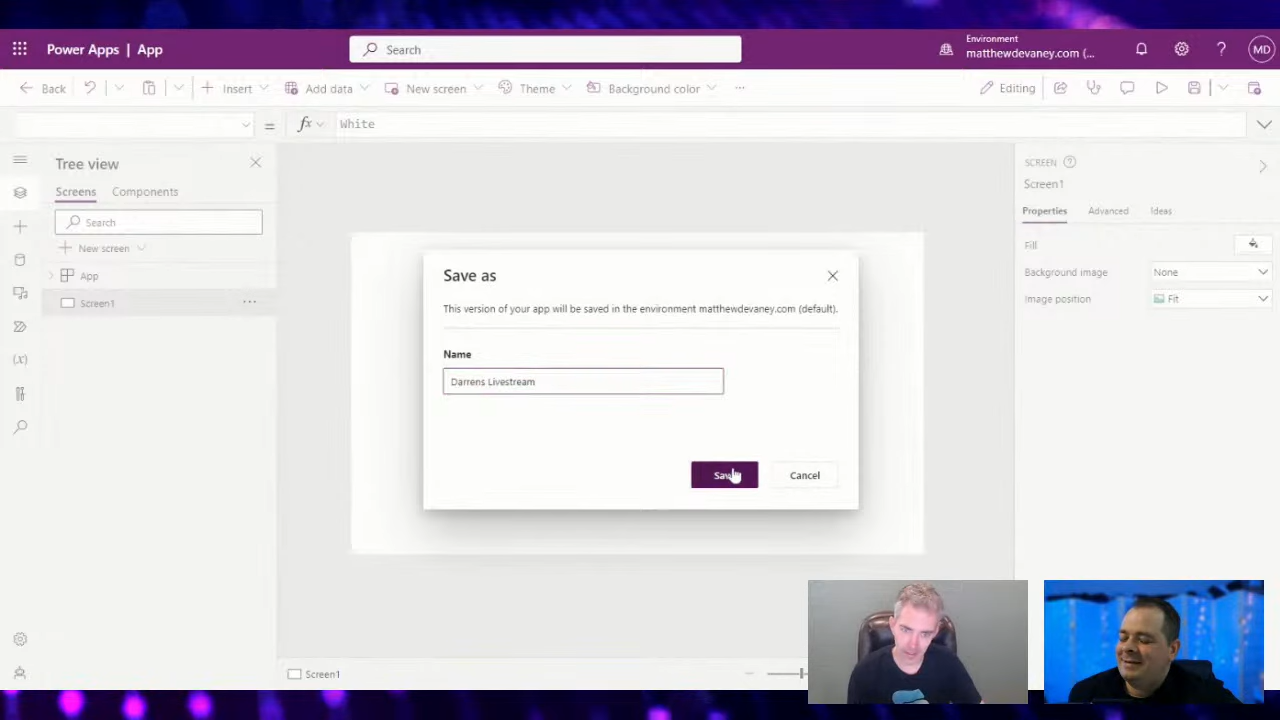 Power Apps | App
Search
Environment
matthewdevaney.com (...
MD
Back
Insert
Add data
New screen
Theme
Background color
...
Editing
= fx White
Tree view
Screens Components
Search
New screen
App
Screen1
...
SCREEN
Screen1
Properties Advanced Ideas
Fill
Background image None
Image position Fit
Save as
This version of your app will be saved in the environment matthewdevaney.com (default).
Name
Darrens Livestream
Save Cancel
Screen1